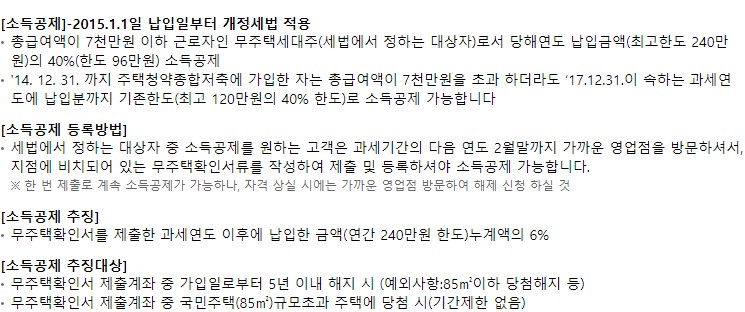 [소득공제]-2015.1.1일 납입일부터 개정세법 적용
• 총급여액이 7천만원 이하 근로자인 무주택세대주(세법에서 정하는 대상자)로서 당해연도 납입금액(최고한도 240만
원)의 40%(한도 96만원) 소득공제
• '14. 12. 31. 까지 주택청약종합저축에 가입한 자는 총급여액이 7천만원을 초과 하더라도 ‘17.12.31.이 속하는 과세연
도에 납입분까지 기존한도(최고 120만원의 40% 한도)로 소득공제 가능합니다
[소득공제 등록방법]
• 세법에서 정하는 대상자 중 소득공제를 원하는 고객은 과세기간의 다음 연도 2월말까지 가까운 영업점을 방문하셔서,
지점에 비치되어 있는 무주택확인서류를 작성하여 제출 및 등록하셔야 소득공제 가능합니다.
※ 한 번 제출로 계속 소득공제가 가능하나, 자격 상실 시에는 가까운 영업점 방문하여 해제 신청 하실 것
[소득공제 추징]
• 무주택확인서를 제출한 과세연도 이후에 납입한 금액(연간 240만원 한도)누계액의 6%
[소득공제 추징대상]
• 무주택확인서 제출계좌 중 가입일로부터 5년 이내 해지 시 (예외사항:85㎡이하 당첨해지 등)
• 무주택확인서 제출계좌 중 국민주택(85㎡)규모초과 주택에 당첨 시(기간제한 없음)